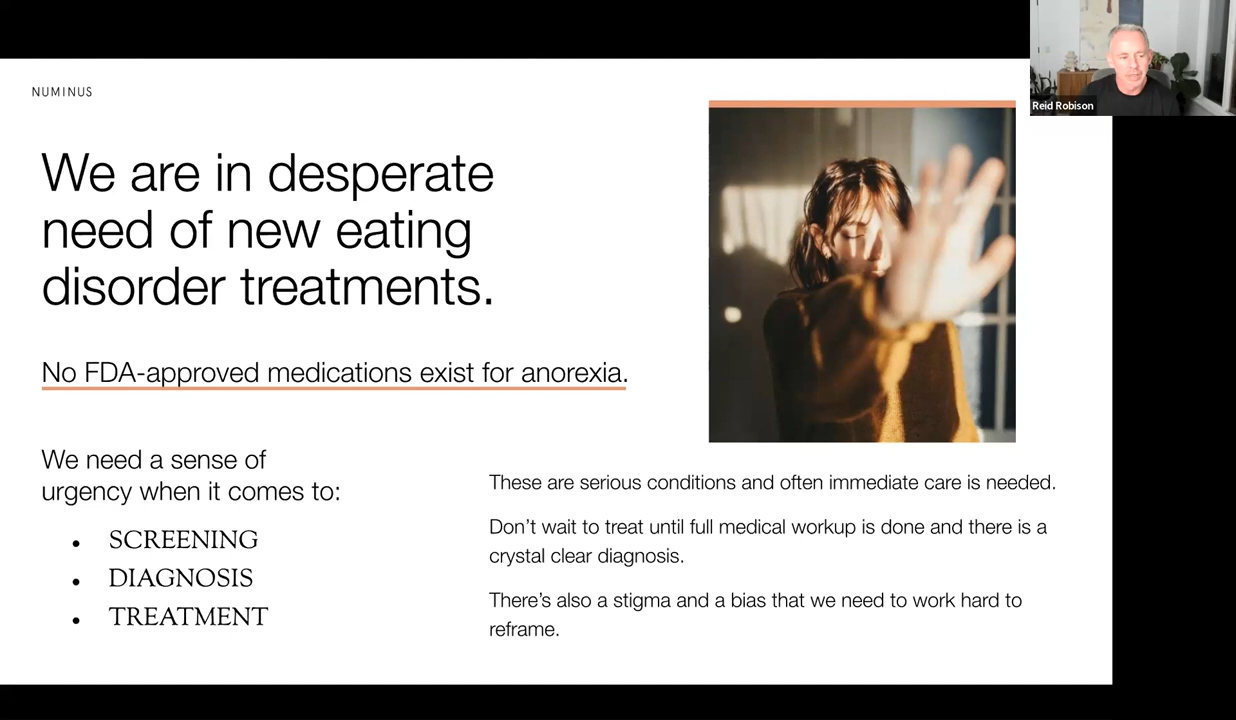 NUMINUS
Reid Robison
We are in desperate
need of new eating
disorder treatments.
No FDA-approved medications exist for anorexia.
We need a sense of
urgency when it comes to:
• SCREENING
• DIAGNOSIS
• TREATMENT
These are serious conditions and often immediate care is needed.
Don’t wait to treat until full medical workup is done and there is a
crystal clear diagnosis.
There’s also a stigma and a bias that we need to work hard to
reframe.